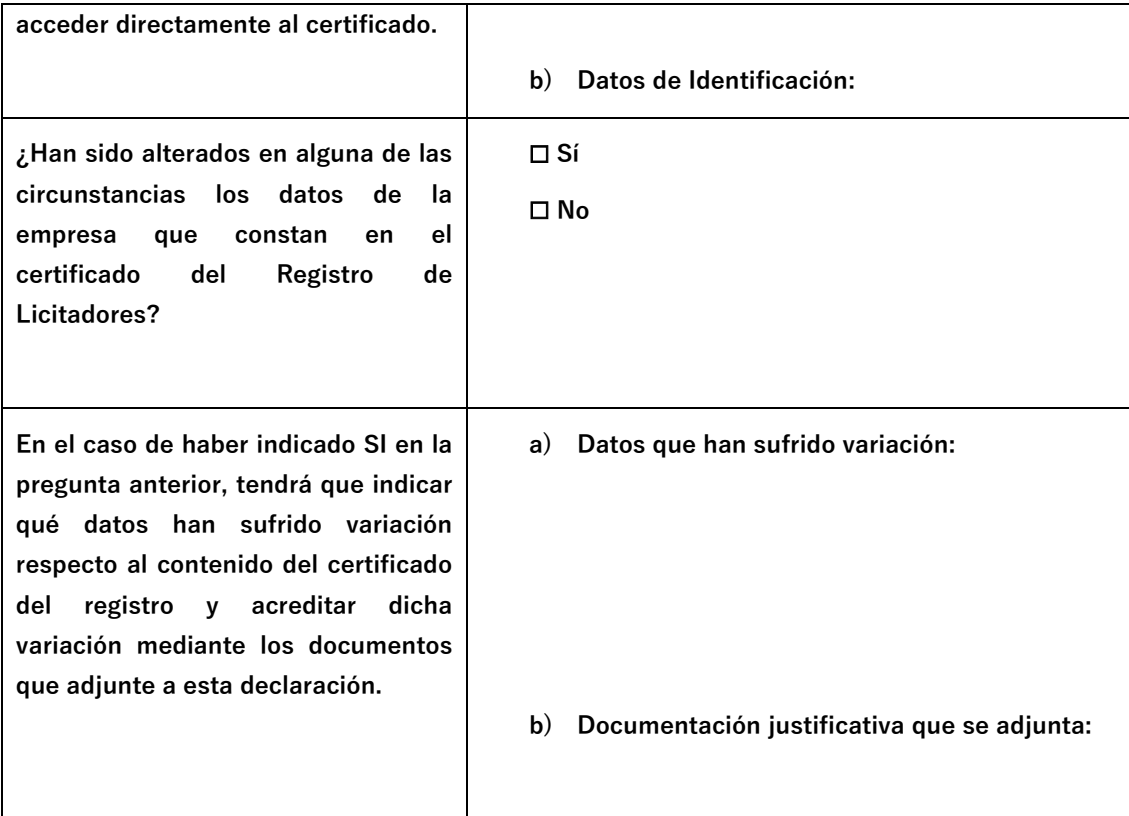 acceder directamente al certificado.
b) Datos de Identificación:
¿Han sido alterados en alguna de las
circunstancias los datos de la
empresa que constan en el
certificado del Registro de
Licitadores?
☐ Sí
☐ No
En el caso de haber indicado SI en la
pregunta anterior, tendrá que indicar
qué datos han sufrido variación
respecto al contenido del certificado
del registro y acreditar dicha
variación mediante los documentos
que adjunte a esta declaración.
a) Datos que han sufrido variación:
b) Documentación justificativa que se adjunta: